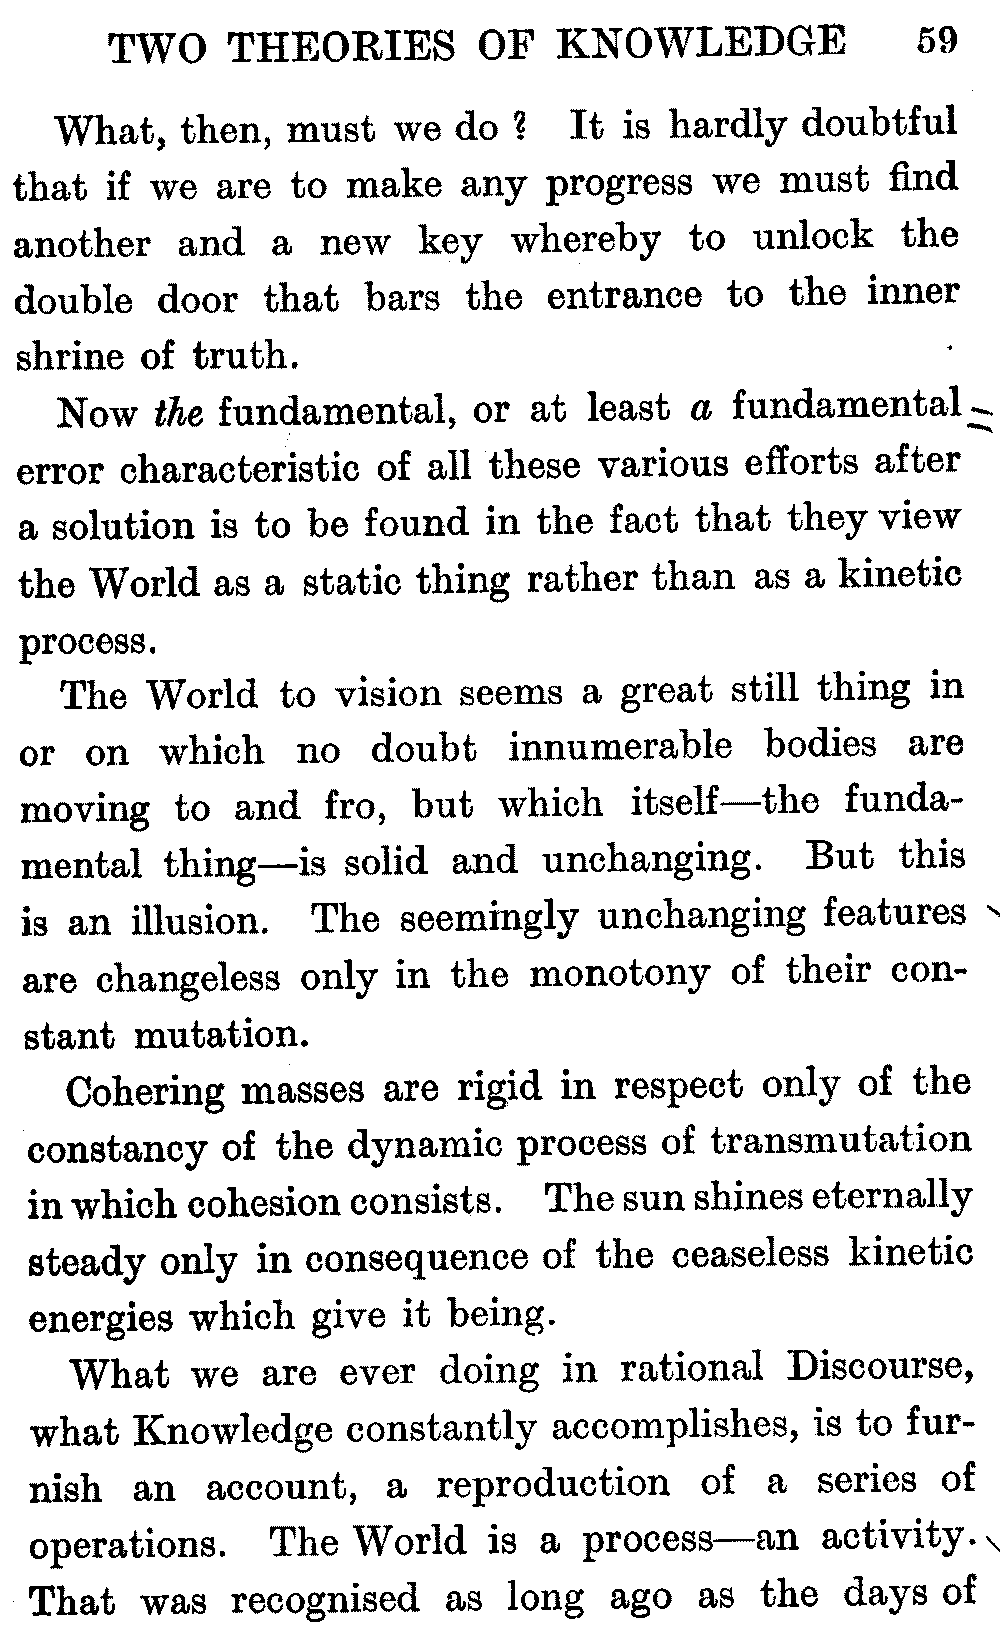 TWO THEORIES OF KNOWLEDGE 59
What, then, must we do ? It is hardly doubtful
that if we are to make any progress we must find
another and a new key whereby to unlock the
double door that bars the entrance to the inner
shrine of truth.
Now the fundamental, or at least a fundamental
error characteristic of all these various efforts after
a solution is to be found in the fact that they view
the World as a static thing rather than as a kinetic
process.
The World to vision seems a great still thing in
or on which no doubt innumerable bodies are
moving to and fro, but which itself—the funda-
mental thing—is solid and unchanging. But this
is an illusion. The seemingly unchanging features
are changeless only in the monotony of their con-
stant mutation.
Cohering masses are rigid in respect only of the
constancy of the dynamic process of transmutation
in which cohesion consists. The sun shines eternally
steady only in consequence of the ceaseless kinetic
energies which give it being.
What we are ever doing in rational Discourse,
what Knowledge constantly accomplishes, is to fur-
nish an account, a reproduction of a series of
operations. The World is a process—an activity.
That was recognised as long ago as the days of